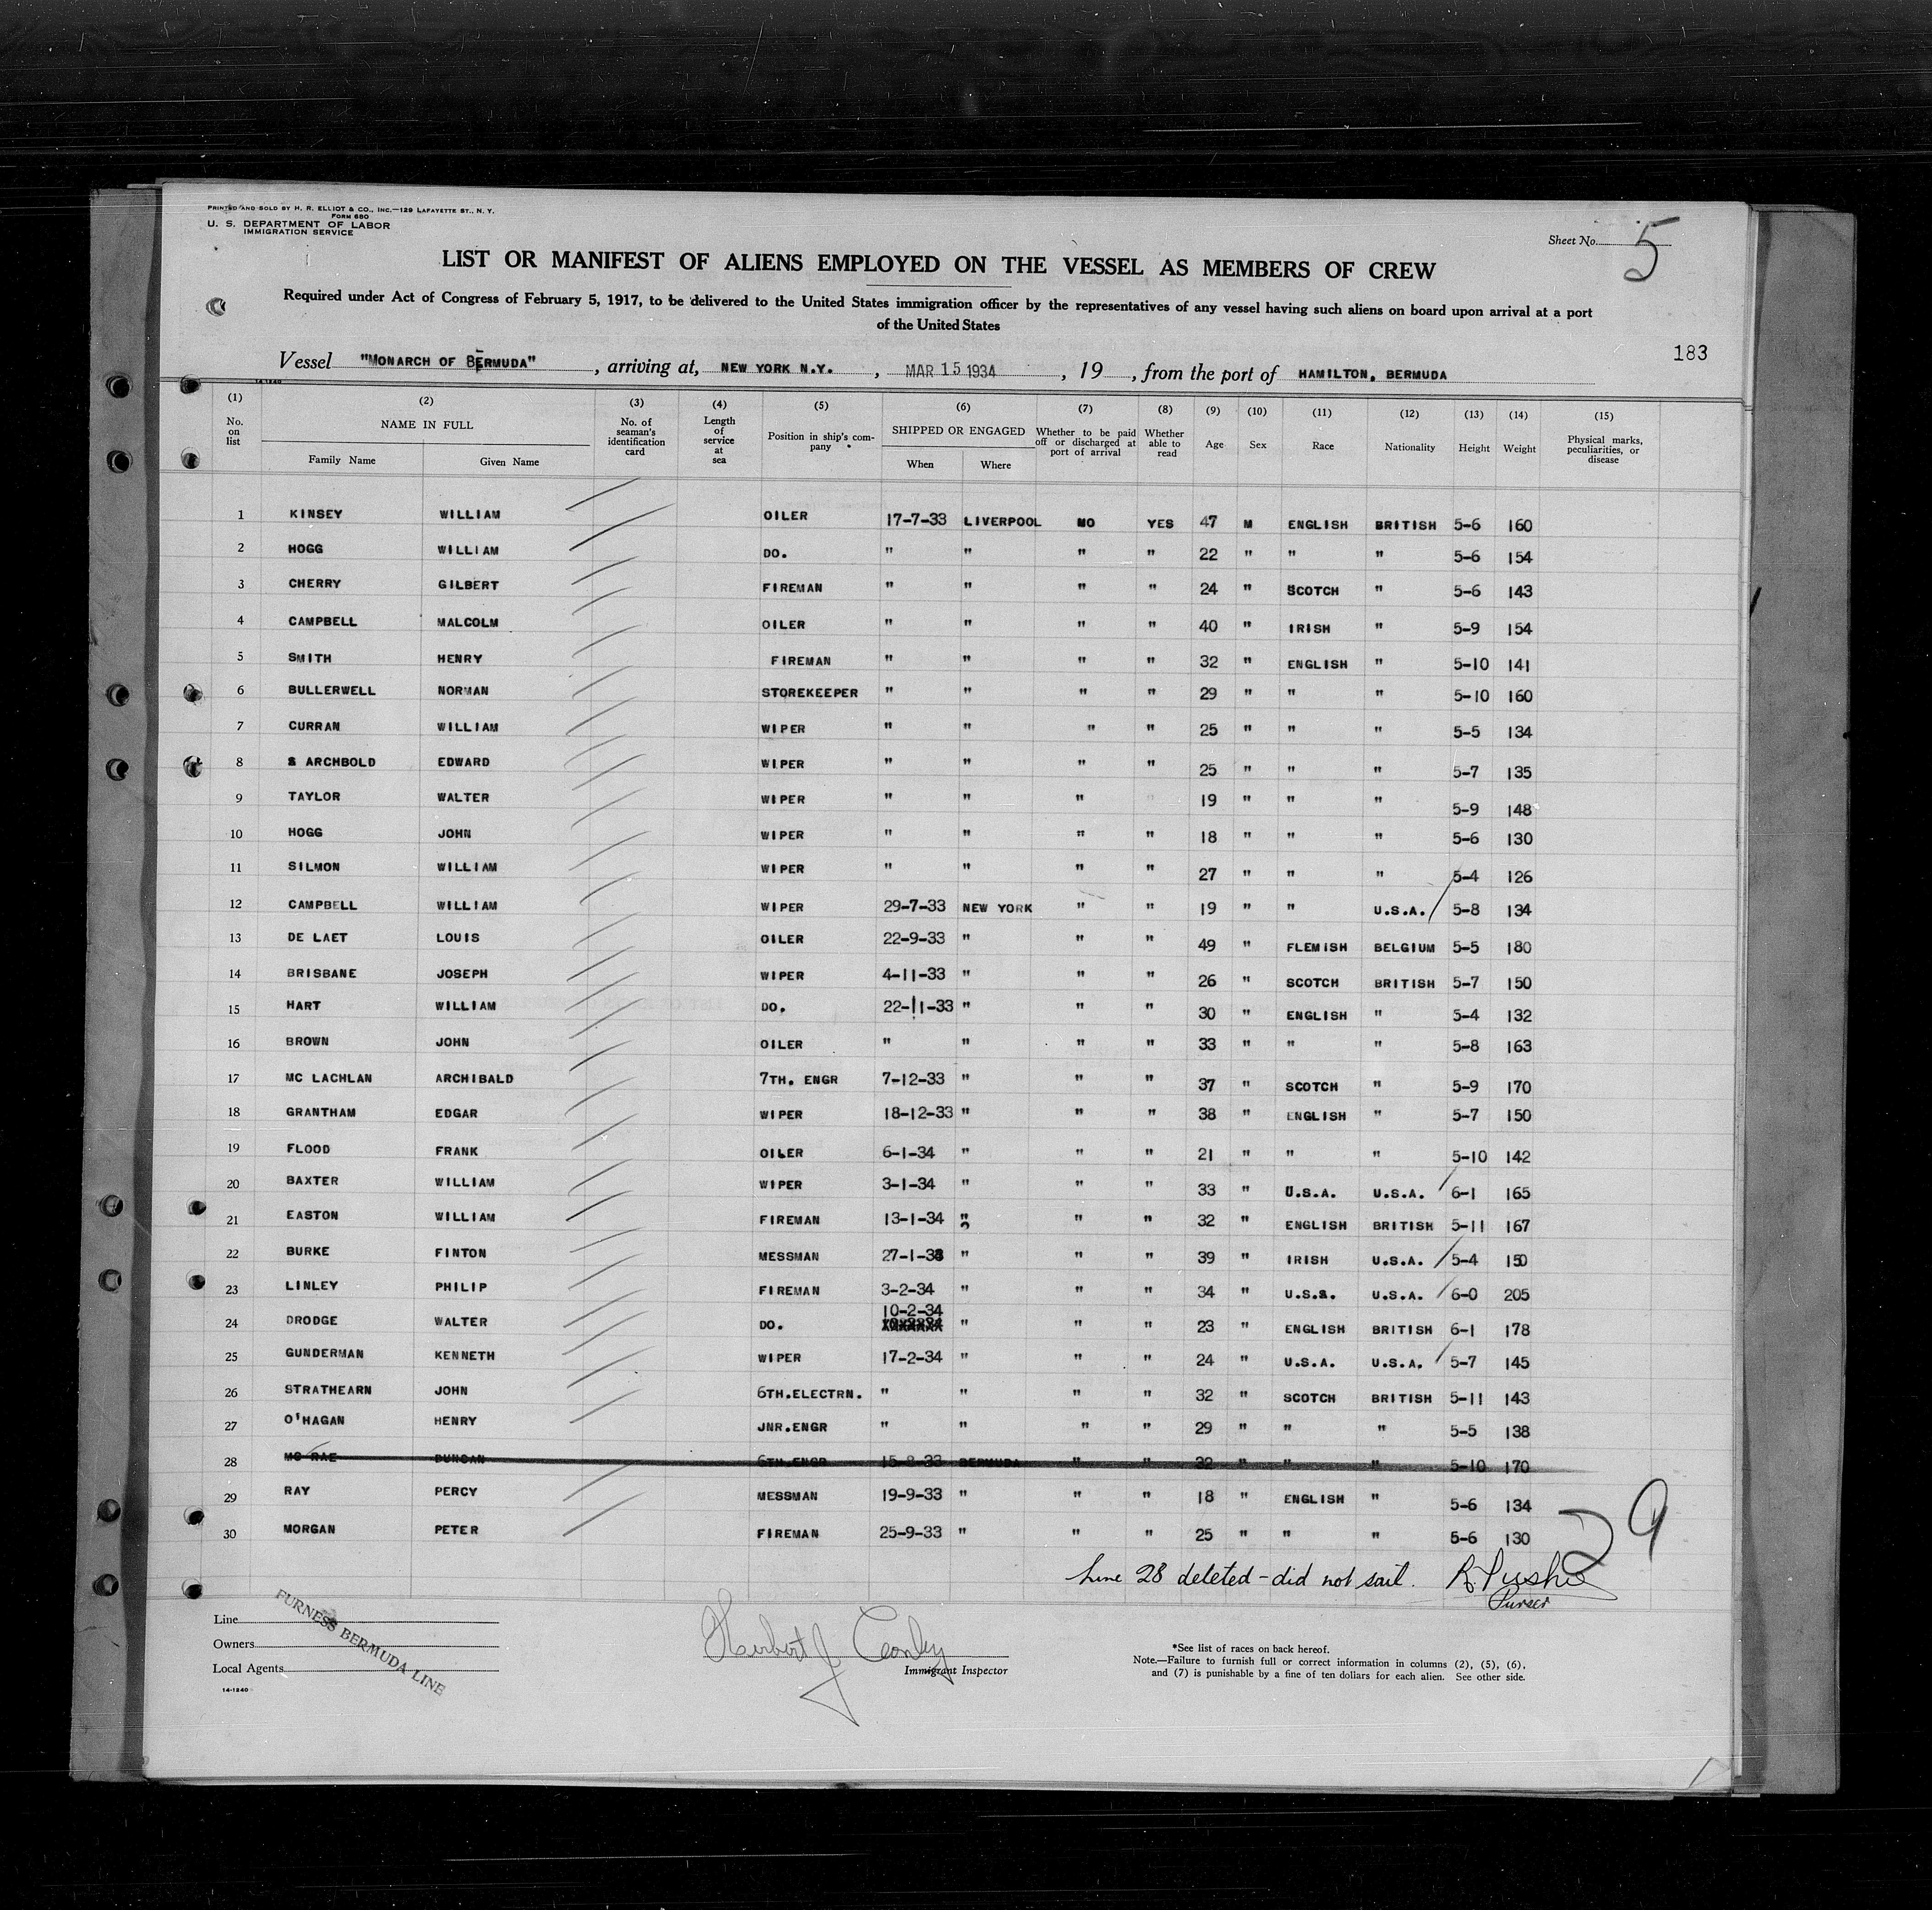 PRINTED AND SOLD BY H. R. ELLIOT & CO., INC.—129 LAFAYETTE ST., N. Y.
FORM 680
U. S. DEPARTMENT OF LABOR
IMMIGRATION SERVICE
Sheet No. 5
LIST OR MANIFEST OF ALIENS EMPLOYED ON THE VESSEL AS MEMBERS OF CREW
Required under Act of Congress of February 5, 1917, to be delivered to the United States immigration officer by the representatives of any vessel having such aliens on board upon arrival at a port
of the United States
183
Vessel "MONARCH OF BERMUDA", arriving at, NEW YORK N.Y., MAR 15 1934, 19, from the port of HAMILTON, BERMUDA
14-1240
(1) (2) (3) (4) (5) (6) (7) (8) (9) (10) (11) (12) (13) (14) (15)
No. on list NAME IN FULL Family Name Given Name No. of seaman's identification card Length of service at sea Position in ship's company SHIPPED OR ENGAGED When Where Whether to be paid off or discharged at port of arrival Whether able to read Age Sex Race Nationality Height Weight Physical marks, peculiarities, or disease
1 KINSEY WILLIAM OILER 17-7-33 LIVERPOOL NO YES 47 M ENGLISH BRITISH 5-6 160
2 HOGG WILLIAM DO. " " " " 22 " " " 5-6 154
3 CHERRY GILBERT FIREMAN " " " " 24 " SCOTCH " 5-6 143
4 CAMPBELL MALCOLM OILER " " " " 40 " IRISH " 5-9 154
5 SMITH HENRY FIREMAN " " " " 32 " ENGLISH " 5-10 141
6 BULLERWELL NORMAN STOREKEEPER " " " " 29 " " " 5-10 160
7 CURRAN WILLIAM WIPER " " " " 25 " " " 5-5 134
8 & ARCHBOLD EDWARD WIPER " " " " 25 " " " 5-7 135
9 TAYLOR WALTER WIPER " " " 19 " " " 5-9 148
10 HOGG JOHN WIPER " " " " 18 " " " 5-6 130
11 SILMON WILLIAM WIPER " " " " 27 " " " 5-4 126
12 CAMPBELL WILLIAM WIPER 29-7-33 NEW YORK " " 19 " " U.S.A. 5-8 134
13 DE LAET LOUIS OILER 22-9-33 " " " 49 " FLEMISH BELGIUM 5-5 180
14 BRISBANE JOSEPH WIPER 4-11-33 " " " 26 " SCOTCH BRITISH 5-7 150
15 HART WILLIAM DO. 22-11-33 " " " 30 " ENGLISH " 5-4 132
16 BROWN JOHN OILER " " " " 33 " " " 5-8 163
17 MC LACHLAN ARCHIBALD 7TH. ENGR 7-12-33 " " " 37 " SCOTCH " 5-9 170
18 GRANTHAM EDGAR WIPER 18-12-33 " " " 38 " ENGLISH " 5-7 150
19 FLOOD FRANK OILER 6-1-34 " " " 21 " " " 5-10 142
20 BAXTER WILLIAM WIPER 3-1-34 " " " 33 " U.S.A. U.S.A. 6-1 165
21 EASTON WILLIAM FIREMAN 13-1-34 " " " 32 " ENGLISH BRITISH 5-11 167
22 BURKE FINTON MESSMAN 27-1-38 " " " 39 " IRISH U.S.A. 5-4 150
23 LINLEY PHILIP FIREMAN 3-2-34 " " " 34 " U.S.A. U.S.A. 6-0 205
24 DRODGE WALTER DO. 10-2-34 " " " 23 " ENGLISH BRITISH 6-1 178
25 GUNDERMAN KENNETH WIPER 17-2-34 " " " 24 " U.S.A. U.S.A. 5-7 145
26 STRATHEARN JOHN 6TH.ELECTRN. " " " " 32 " SCOTCH BRITISH 5-11 143
27 O'HAGAN HENRY JNR.ENGR " " " " 29 " " " 5-5 138
28 MC RAE DUNCAN 6TH.ENGR 15-8-33 BERMUDA " " 32 " " " 5-10 170
29 RAY PERCY MESSMAN 19-9-33 " " " 18 " ENGLISH " 5-6 134
30 MORGAN PETER FIREMAN 25-9-33 " " " 25 " " " 5-6 130
29
Line 28 deleted - did not sail.
Purser
Line
Owners
Local Agents
FURNESS BERMUDA LINE
14-1240
Herbert J Conley
Immigrant Inspector
*See list of races on back hereof.
Note.—Failure to furnish full or correct information in columns (2), (5), (6),
and (7) is punishable by a fine of ten dollars for each alien. See other side.